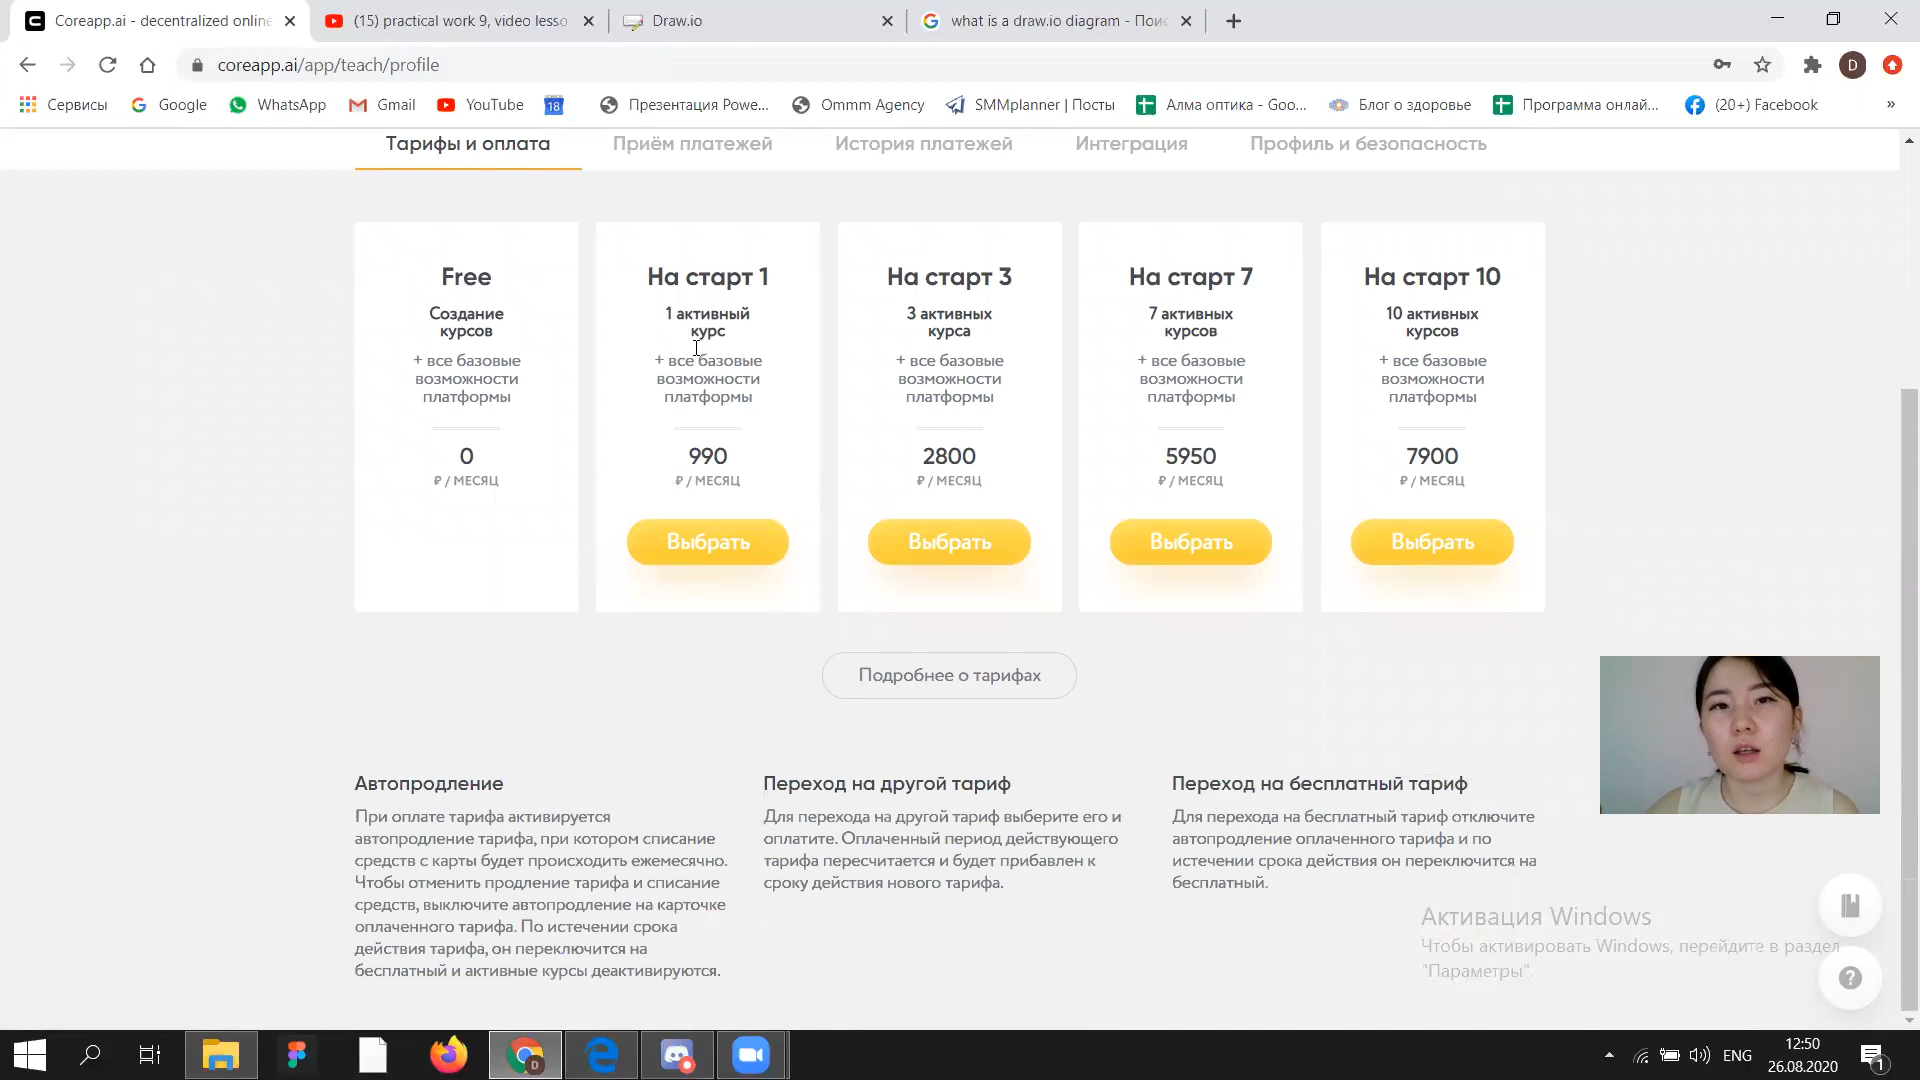 Coreapp.ai - decentralized online
(15) practical work 9, video lesso
Draw.io
what is a draw.io diagram - Пои
coreapp.ai/app/teach/profile
D
Сервисы
Google
WhatsApp
Gmail
YouTube
18
Презентация Powe...
Ommm Agency
SMMplanner | Посты
Алма оптика - Goo...
Блог о здоровье
Программа онлай...
(20+) Facebook
»
Тарифы и оплата
Приём платежей
История платежей
Интеграция
Профиль и безопасность
Free
Создание
курсов
+ все базовые
возможности
платформы
0
₽ / МЕСЯЦ
На старт 1
1 активный
курс
+ все базовые
возможности
платформы
990
₽ / МЕСЯЦ
Выбрать
На старт 3
3 активных
курса
+ все базовые
возможности
платформы
2800
₽ / МЕСЯЦ
Выбрать
На старт 7
7 активных
курсов
+ все базовые
возможности
платформы
5950
₽ / МЕСЯЦ
Выбрать
На старт 10
10 активных
курсов
+ все базовые
возможности
платформы
7900
₽ / МЕСЯЦ
Выбрать
Подробнее о тарифах
Автопродление
При оплате тарифа активируется
автопродление тарифа, при котором списание
средств с карты будет происходить ежемесячно.
Чтобы отменить продление тарифа и списание
средств, выключите автопродление на карточке
оплаченного тарифа. По истечении срока
действия тарифа, он переключится на
бесплатный и активные курсы деактивируются.
Переход на другой тариф
Для перехода на другой тариф выберите его и
оплатите. Оплаченный период действующего
тарифа пересчитается и будет прибавлен к
сроку действия нового тарифа.
Переход на бесплатный тариф
Для перехода на бесплатный тариф отключите
автопродление оплаченного тарифа и по
истечении срока действия он переключится на
бесплатный.
Активация Windows
Чтобы активировать Windows, перейдите в раздел
"Параметры".
D
ENG
12:50
26.08.2020
1